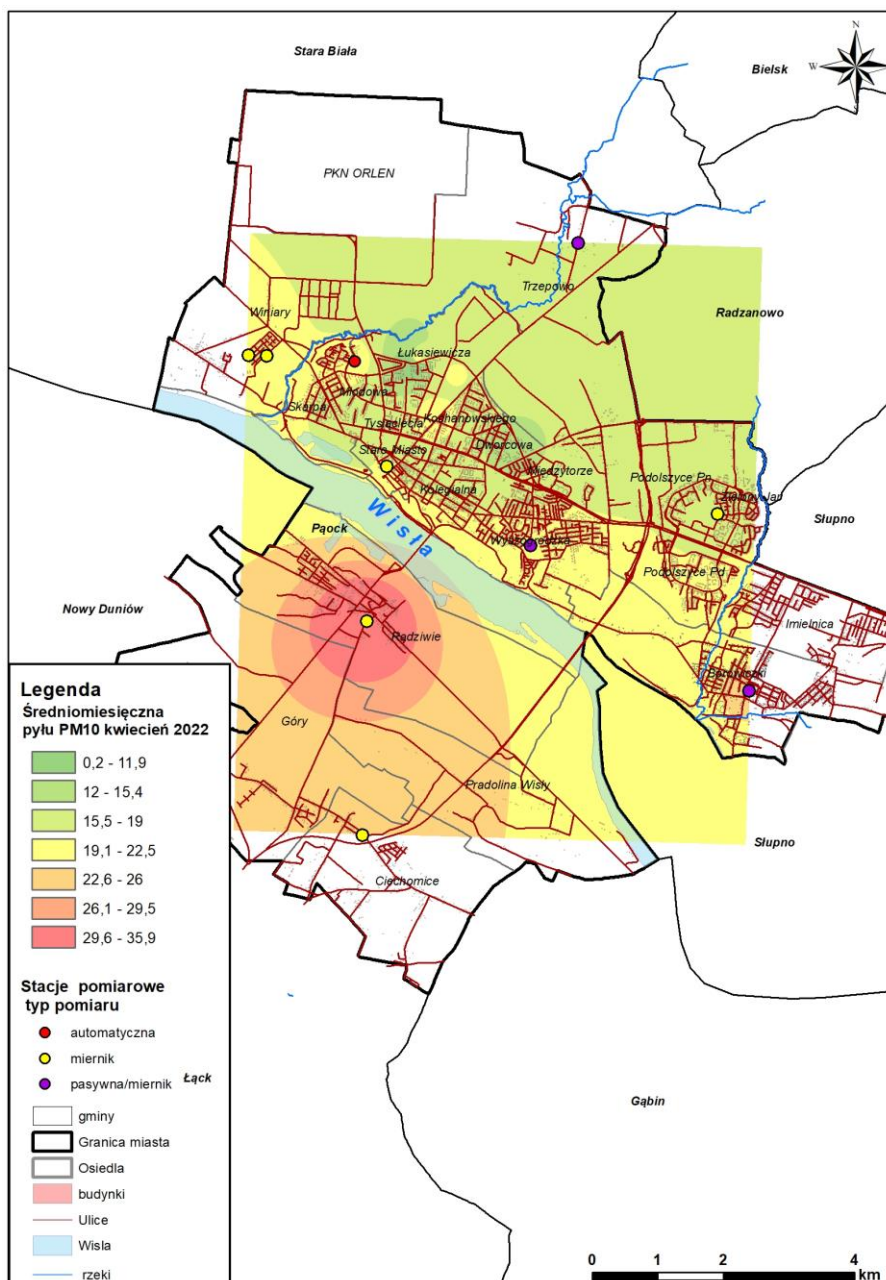 Stara Biała
Bielsk
N
W
PKN ORLEN
Trzepowo
Radzanowo
Winiary
Łukasiewicza
Miodowa
Skarpa
Kochanowskiego
Tysiąclecia
Dworcowa
Stare Miasto
Międzytorze
Podolszyce Pn.
Kolegialna
Zielony Jar
Słupno
Wisła
Pąock
Wyszogrodzka
Podolszyce Pd.
Nowy Duniów
Imielnica
Rądziwie
Borowiczki
Góry
Pradolina Wisły
Słupno
Ciechomice
Legenda
Średniomiesięczna
pyłu PM10 kwiecień 2022
0,2 - 11,9
12 - 15,4
15,5 - 19
19,1 - 22,5
22,6 - 26
26,1 - 29,5
29,6 - 35,9
Stacje pomiarowe
typ pomiaru
automatyczna
miernik
pasywna/miernik
Łąck
gminy
Granica miasta
Osiedla
budynki
Ulice
Wisla
rzeki
Gąbin
0 1 2 4
km